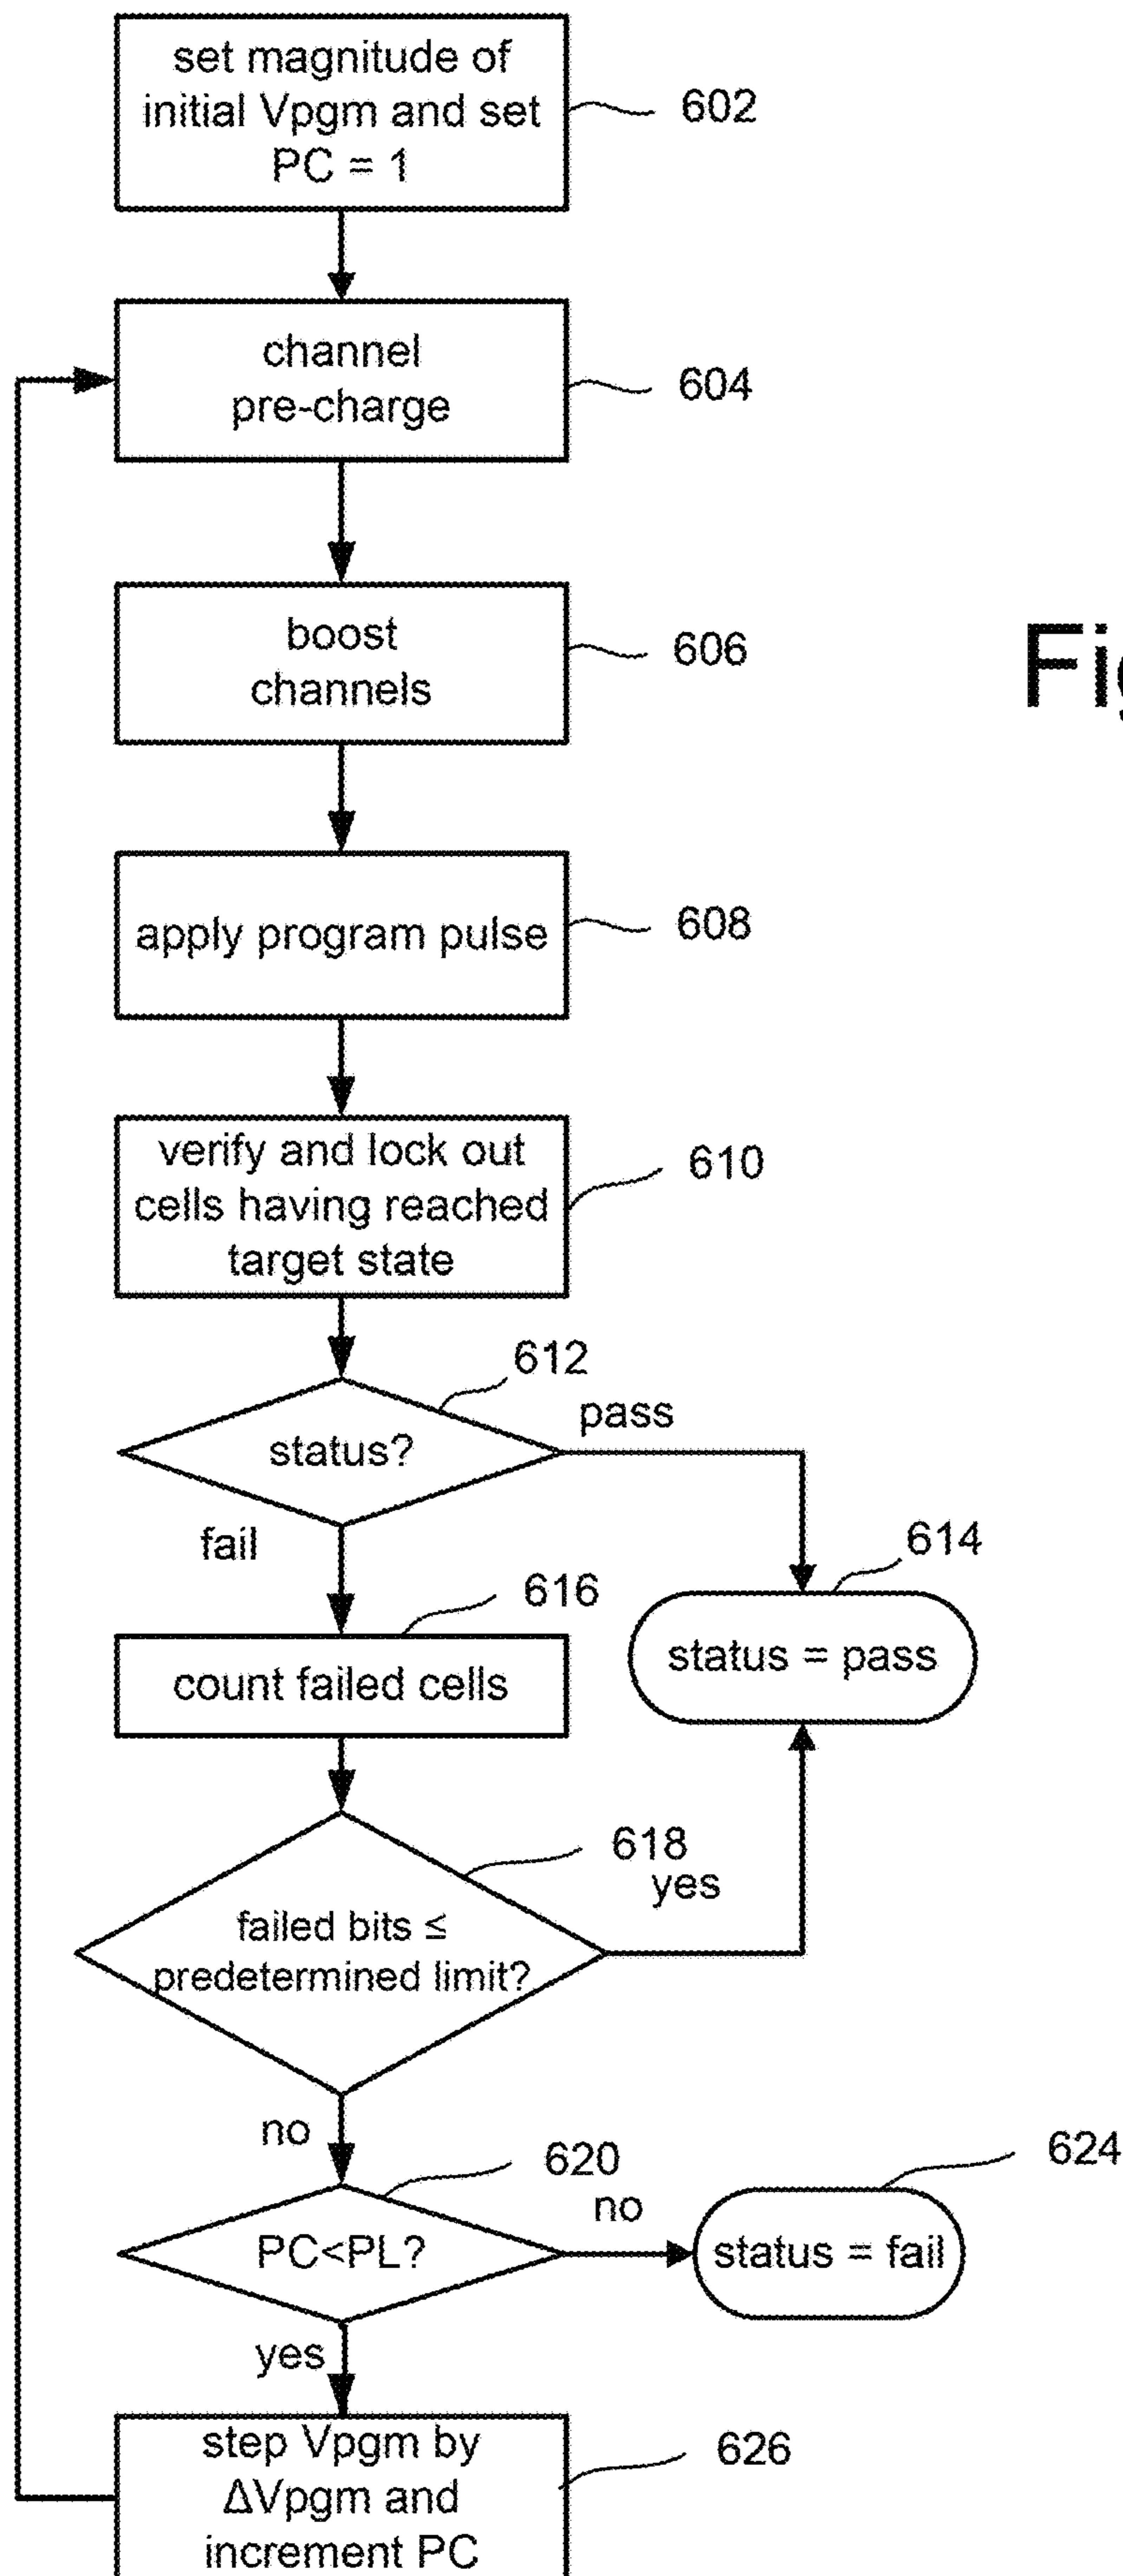 set magnitude of
initial Vpgm and set
PC = 1
602
channel
pre-charge
604
boost
channels
606
Fig
apply program pulse
608
verify and lock out
cells having reached
target state
610
612
status?
pass
fail
614
status = pass
616
count failed cells
618
yes
failed bits ≤
predetermined limit?
no
620
PC<PL?
no
624
status = fail
yes
step Vpgm by
ΔVpgm and
increment PC
626